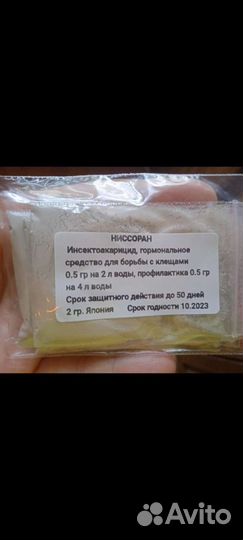 НИССОРАН
Инсектоакарицид, гормональное
средство для борьбы с клещами
0.5 гр на 2 л воды, профилактика 0.5 гр
на 4 л воды
Срок защитного действия до 50 дней
2 гр. Япония Срок годности 10.2023
Avito